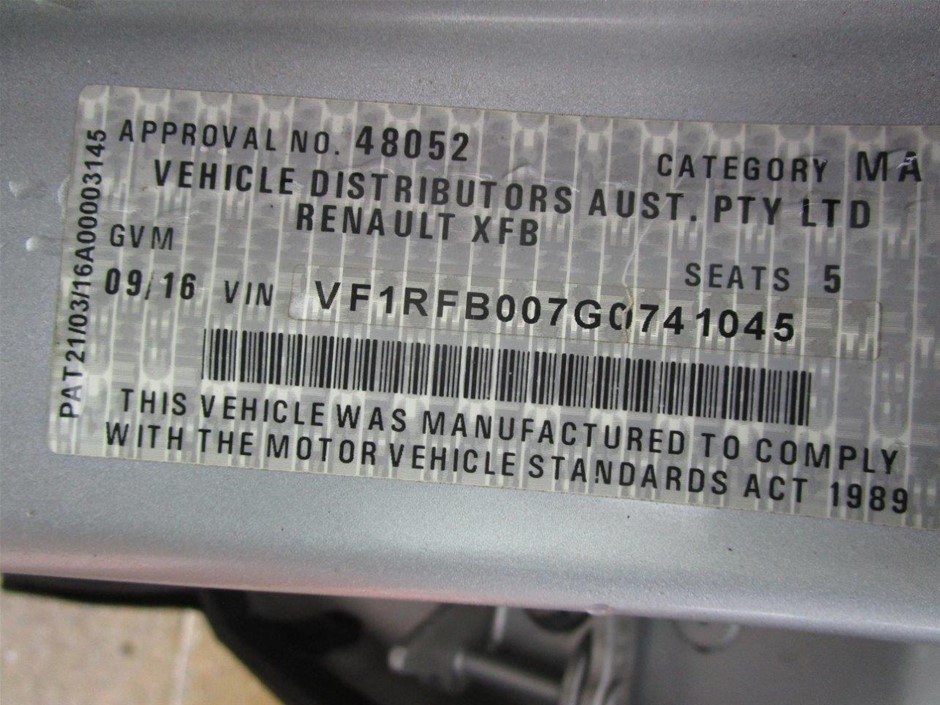 APPROVAL NO. 48052 CATEGORY MA
VEHICLE DISTRIBUTORS AUST. PTY LTD
RENAULT XFB
GVM SEATS 5
09/16 VIN VF1RFB007G0741045
THIS VEHICLE WAS MANUFACTURED TO COMPLY
WITH THE MOTOR VEHICLE STANDARDS ACT 1989
PAT21/03/16A00003145